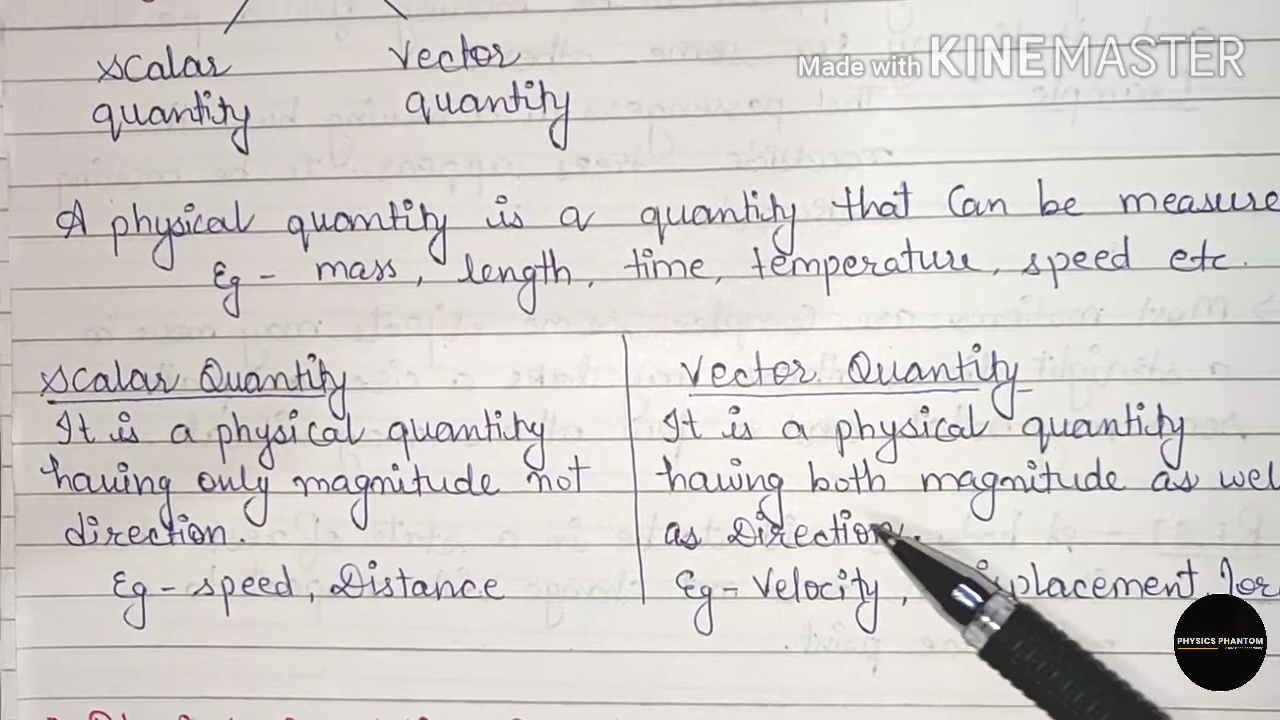 Made with KINEMASTER
Scalar Vector
quantity quantity
A physical quantity is a quantity that can be measure
Eg - mass, length, time, temperature, speed etc.
Scalar Quantity
It is a physical quantity
having only magnitude not
direction.
Eg - speed, Distance
Vector Quantity
It is a physical quantity
having both magnitude as wel
as Direction.
Eg - Velocity, isplacement, for
PHYSICS PHANTOM